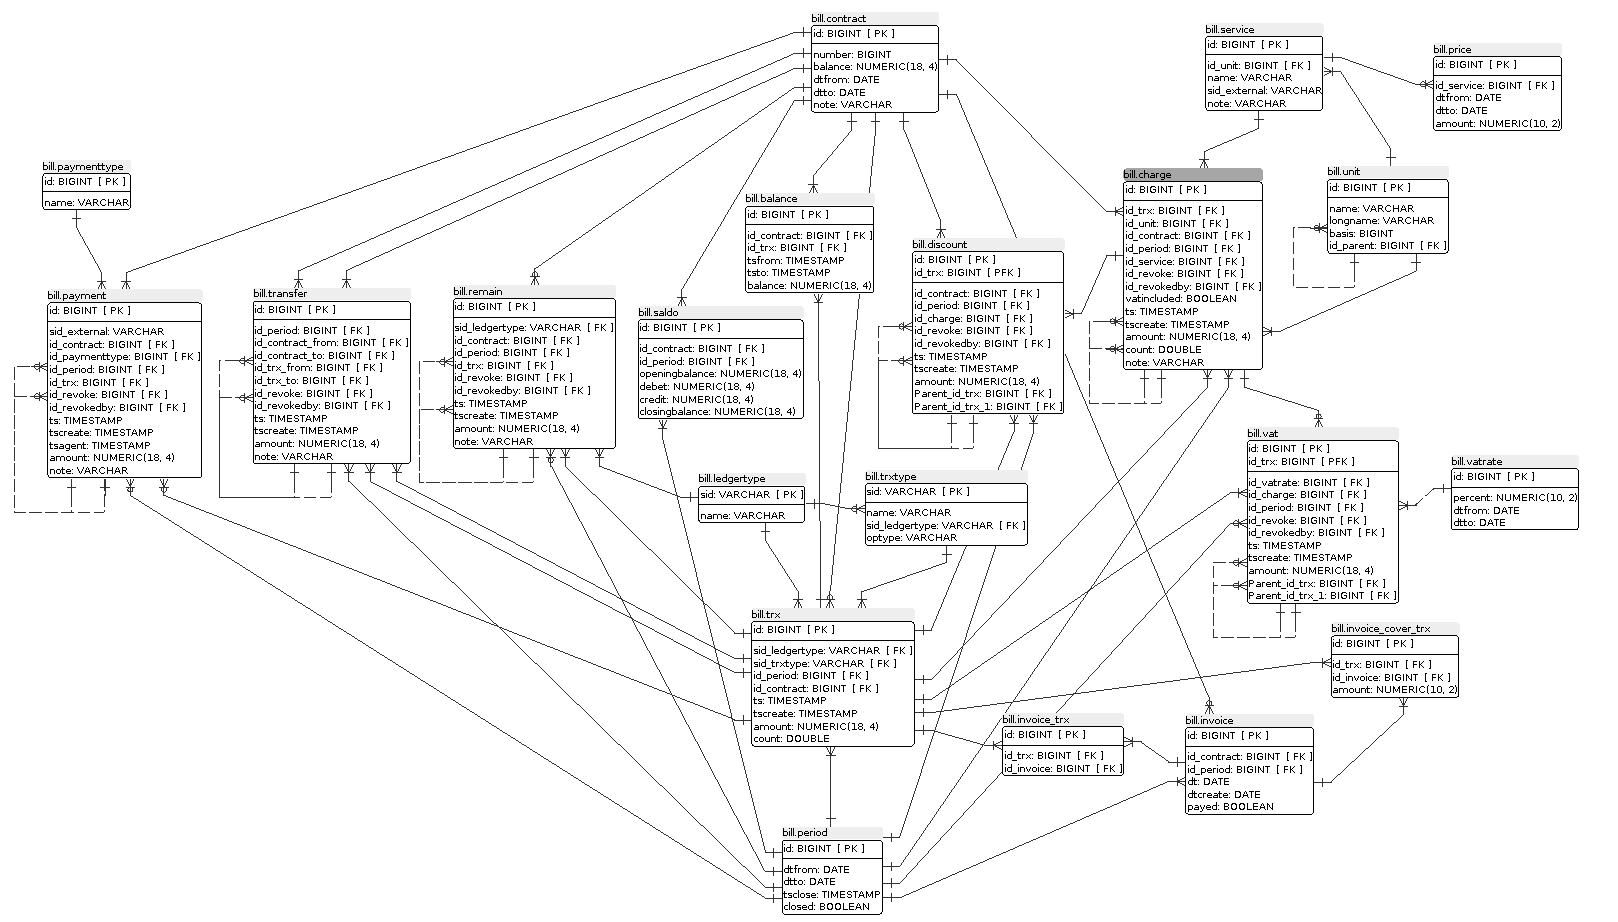 bill.contract
id: BIGINT [ PK ]
number: BIGINT
balance: NUMERIC(18, 4)
dtfrom: DATE
dtto: DATE
note: VARCHAR
bill.service
id: BIGINT [ PK ]
id_unit: BIGINT [ FK ]
name: VARCHAR
sid_external: VARCHAR
note: VARCHAR
bill.price
id: BIGINT [ PK ]
id_service: BIGINT [ FK ]
dtfrom: DATE
dtto: DATE
amount: NUMERIC(10, 2)
bill.paymenttype
id: BIGINT [ PK ]
name: VARCHAR
bill.balance
id: BIGINT [ PK ]
id_contract: BIGINT [ FK ]
id_trx: BIGINT [ FK ]
tsfrom: TIMESTAMP
tsto: TIMESTAMP
balance: NUMERIC(18, 4)
bill.charge
id: BIGINT [ PK ]
id_trx: BIGINT [ FK ]
id_unit: BIGINT [ FK ]
id_contract: BIGINT [ FK ]
id_period: BIGINT [ FK ]
id_service: BIGINT [ FK ]
id_revoke: BIGINT [ FK ]
id_revokedby: BIGINT [ FK ]
vatincluded: BOOLEAN
ts: TIMESTAMP
tscreate: TIMESTAMP
amount: NUMERIC(18, 4)
count: DOUBLE
note: VARCHAR
bill.unit
id: BIGINT [ PK ]
name: VARCHAR
longname: VARCHAR
basis: BIGINT
id_parent: BIGINT [ FK ]
bill.discount
id: BIGINT [ PK ]
id_trx: BIGINT [ PFK ]
id_contract: BIGINT [ FK ]
id_period: BIGINT [ FK ]
id_charge: BIGINT [ FK ]
id_revoke: BIGINT [ FK ]
id_revokedby: BIGINT [ FK ]
ts: TIMESTAMP
tscreate: TIMESTAMP
amount: NUMERIC(18, 4)
Parent_id_trx: BIGINT [ FK ]
Parent_id_trx_1: BIGINT [ FK ]
bill.payment
id: BIGINT [ PK ]
sid_external: VARCHAR
id_contract: BIGINT [ FK ]
id_paymenttype: BIGINT [ FK ]
id_period: BIGINT [ FK ]
id_trx: BIGINT [ FK ]
id_revoke: BIGINT [ FK ]
id_revokedby: BIGINT [ FK ]
ts: TIMESTAMP
tscreate: TIMESTAMP
tsagent: TIMESTAMP
amount: NUMERIC(18, 4)
note: VARCHAR
bill.transfer
id: BIGINT [ PK ]
id_period: BIGINT [ FK ]
id_contract_from: BIGINT [ FK ]
id_contract_to: BIGINT [ FK ]
id_trx_from: BIGINT [ FK ]
id_trx_to: BIGINT [ FK ]
id_revoke: BIGINT [ FK ]
id_revokedby: BIGINT [ FK ]
ts: TIMESTAMP
tscreate: TIMESTAMP
amount: NUMERIC(18, 4)
note: VARCHAR
bill.remain
id: BIGINT [ PK ]
sid_ledgertype: VARCHAR [ FK ]
id_contract: BIGINT [ FK ]
id_period: BIGINT [ FK ]
id_trx: BIGINT [ FK ]
id_revoke: BIGINT [ FK ]
id_revokedby: BIGINT [ FK ]
ts: TIMESTAMP
tscreate: TIMESTAMP
amount: NUMERIC(18, 4)
note: VARCHAR
bill.saldo
id: BIGINT [ PK ]
id_contract: BIGINT [ FK ]
id_period: BIGINT [ FK ]
openingbalance: NUMERIC(18, 4)
debet: NUMERIC(18, 4)
credit: NUMERIC(18, 4)
closingbalance: NUMERIC(18, 4)
bill.vat
id: BIGINT [ PK ]
id_trx: BIGINT [ PFK ]
id_vatrate: BIGINT [ FK ]
id_charge: BIGINT [ FK ]
id_period: BIGINT [ FK ]
id_revoke: BIGINT [ FK ]
id_revokedby: BIGINT [ FK ]
ts: TIMESTAMP
tscreate: TIMESTAMP
amount: NUMERIC(18, 4)
Parent_id_trx: BIGINT [ FK ]
Parent_id_trx_1: BIGINT [ FK ]
bill.vatrate
id: BIGINT [ PK ]
percent: NUMERIC(10, 2)
dtfrom: DATE
dtto: DATE
bill.ledgertype
sid: VARCHAR [ PK ]
name: VARCHAR
bill.trxtype
sid: VARCHAR [ PK ]
name: VARCHAR
sid_ledgertype: VARCHAR [ FK ]
optype: VARCHAR
bill.trx
id: BIGINT [ PK ]
sid_ledgertype: VARCHAR [ FK ]
sid_trxtype: VARCHAR [ FK ]
id_period: BIGINT [ FK ]
id_contract: BIGINT [ FK ]
ts: TIMESTAMP
tscreate: TIMESTAMP
amount: NUMERIC(18, 4)
count: DOUBLE
bill.invoice_cover_trx
id: BIGINT [ PK ]
id_trx: BIGINT [ FK ]
id_invoice: BIGINT [ FK ]
amount: NUMERIC(10, 2)
bill.invoice_trx
id: BIGINT [ PK ]
id_trx: BIGINT [ FK ]
id_invoice: BIGINT [ FK ]
bill.invoice
id: BIGINT [ PK ]
id_contract: BIGINT [ FK ]
id_period: BIGINT [ FK ]
dt: DATE
dtcreate: DATE
payed: BOOLEAN
bill.period
id: BIGINT [ PK ]
dtfrom: DATE
dtto: DATE
tsclose: TIMESTAMP
closed: BOOLEAN